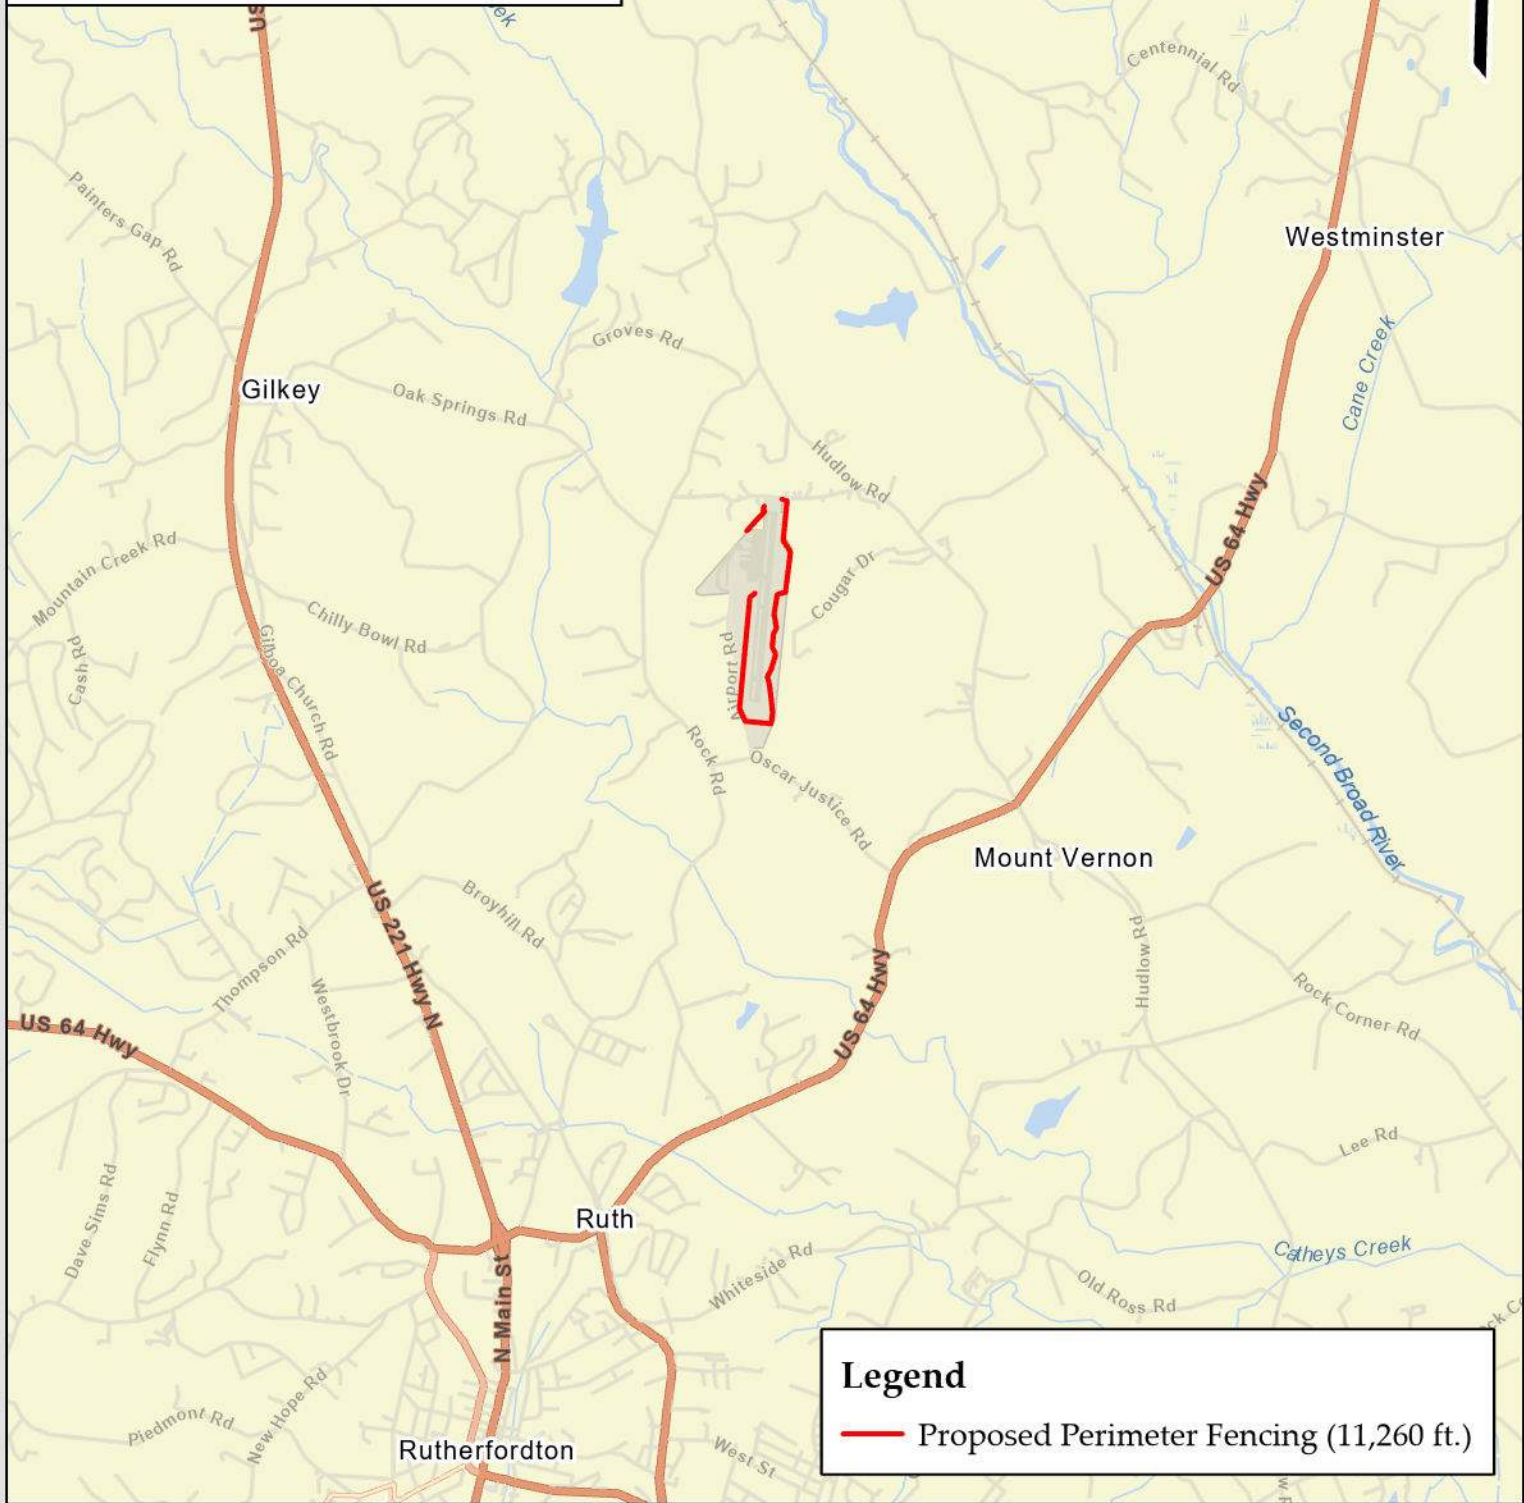 US
ek
Centennial Rd
Painters Gap Rd
Westminster
Groves Rd
Cane Creek
Gilkey
Oak Springs Rd
Hudlow Rd
US 64 Hwy
Mountain Creek Rd
Cougar Dr
Chilly Bowl Rd
Cash Rd
Gilboa Church Rd
Airport Rd
Second Broad River
Rock Rd
Oscar Justice Rd
Mount Vernon
US 221 Hwy N
Broyhill Rd
Thompson Rd
Hudlow Rd
US 64 Hwy
Westbrook Dr
Rock Corner Rd
US 64 Hwy
Lee Rd
Dave Sims Rd
Flynn Rd
Ruth
Catheys Creek
Whiteside Rd
Old Ross Rd
N Main St
Legend
Proposed Perimeter Fencing (11,260 ft.)
New Hope Rd
Piedmont Rd
Rutherfordton
West St